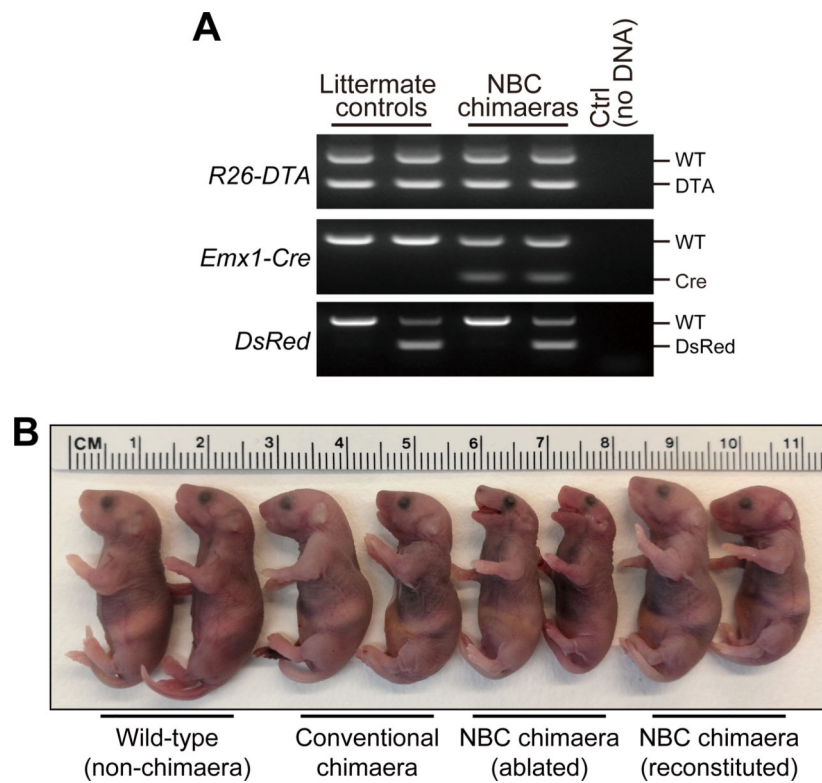 A
Littermate
controls
NBC
chimaeras
Ctrl
(no DNA)
R26-DTA
WT
DTA
Emx1-Cre
WT
Cre
DsRed
WT
DsRed
B
CM 1 2 3 4 5 6 7 8 9 10 11
Wild-type
(non-chimaera)
Conventional
chimaera
NBC chimaera
(ablated)
NBC chimaera
(reconstituted)